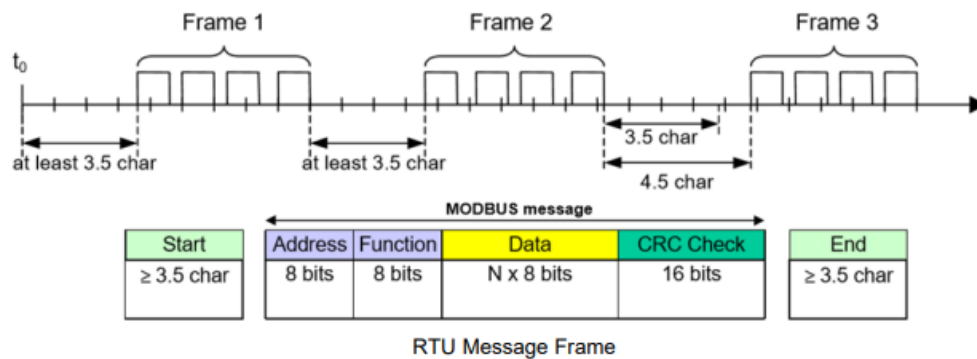 Frame 1 Frame 2 Frame 3
t0
at least 3.5 char at least 3.5 char 3.5 char
4.5 char
MODBUS message
Start Address Function Data CRC Check End
≥ 3.5 char 8 bits 8 bits N x 8 bits 16 bits ≥ 3.5 char
RTU Message Frame